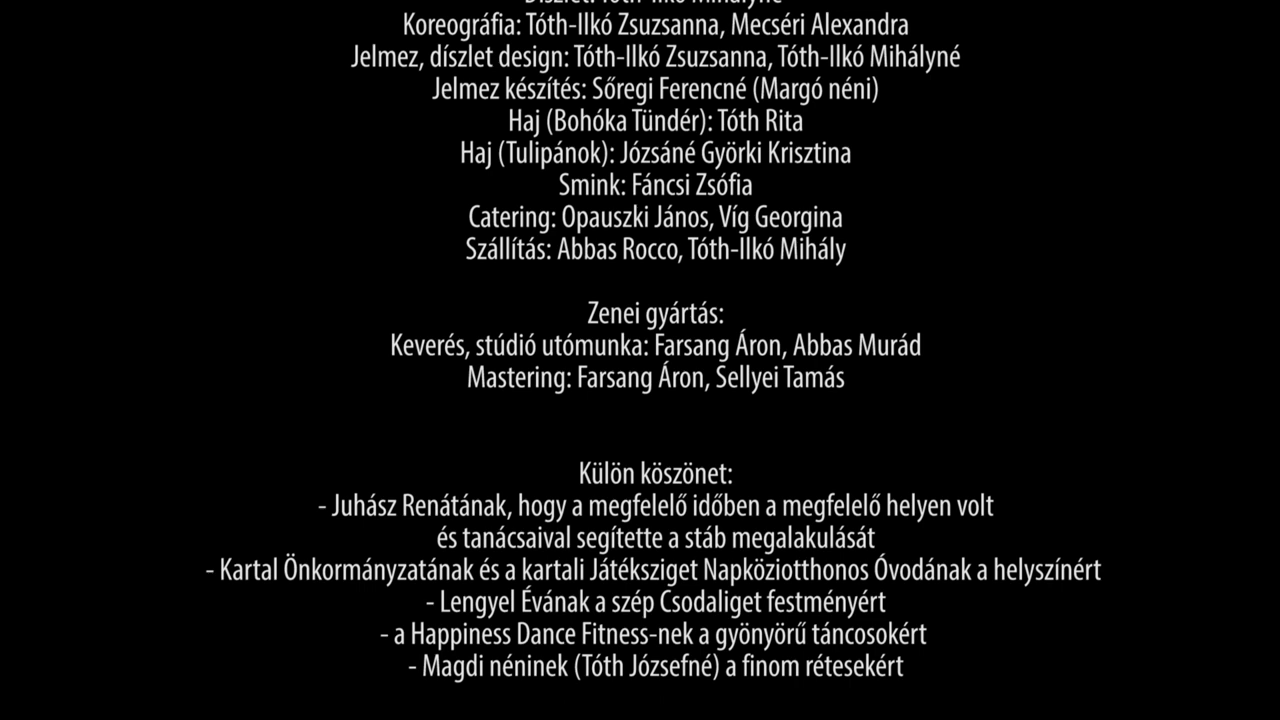 Díszlet: Tóth-Ilkó Mihályné
Koreográfia: Tóth-Ilkó Zsuzsanna, Mecséri Alexandra
Jelmez, díszlet design: Tóth-Ilkó Zsuzsanna, Tóth-Ilkó Mihályné
Jelmez készítés: Sőregi Ferencné (Margó néni)
Haj (Bohóka Tündér): Tóth Rita
Haj (Tulipánok): Józsáné Györki Krisztina
Smink: Fáncsi Zsófia
Catering: Opauszki János, Víg Georgina
Szállítás: Abbas Rocco, Tóth-Ilkó Mihály
Zenei gyártás:
Keverés, stúdió utómunka: Farsang Áron, Abbas Murád
Mastering: Farsang Áron, Sellyei Tamás
Külön köszönet:
- Juhász Renátának, hogy a megfelelő időben a megfelelő helyen volt
és tanácsaival segítette a stáb megalakulását
- Kartal Önkormányzatának és a kartali Játéksziget Napköziotthonos Óvodának a helyszínért
- Lengyel Évának a szép Csodaliget festményért
- a Happiness Dance Fitness-nek a gyönyörű táncosokért
- Magdi néninek (Tóth Józsefné) a finom rétesekért